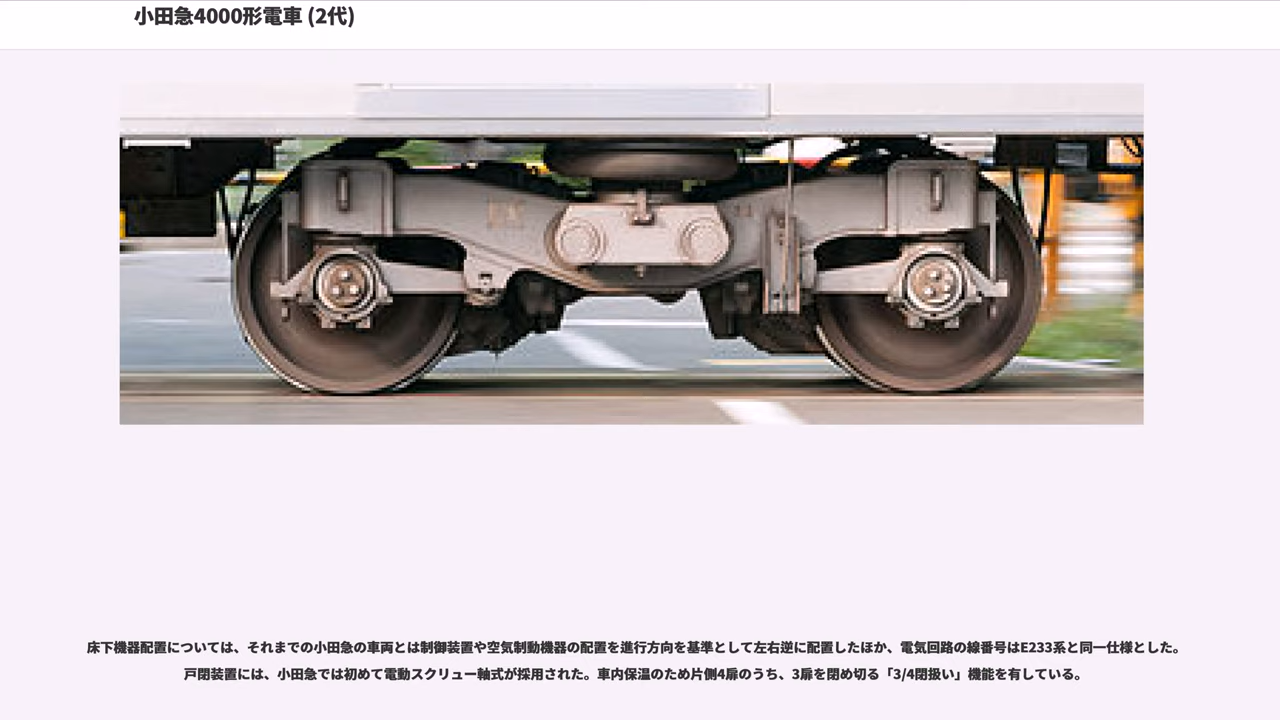 小田急4000形電車 (2代)
床下機器配置については、それまでの小田急の車両とは制御装置や空気制動機器の配置を進行方向を基準として左右逆に配置したほか、電気回路の線番号はE233系と同一仕様とした。
戸閉装置には、小田急では初めて電動スクリュー軸式が採用された。車内保温のため片側4扉のうち、3扉を閉め切る「3/4閉扱い」機能を有している。